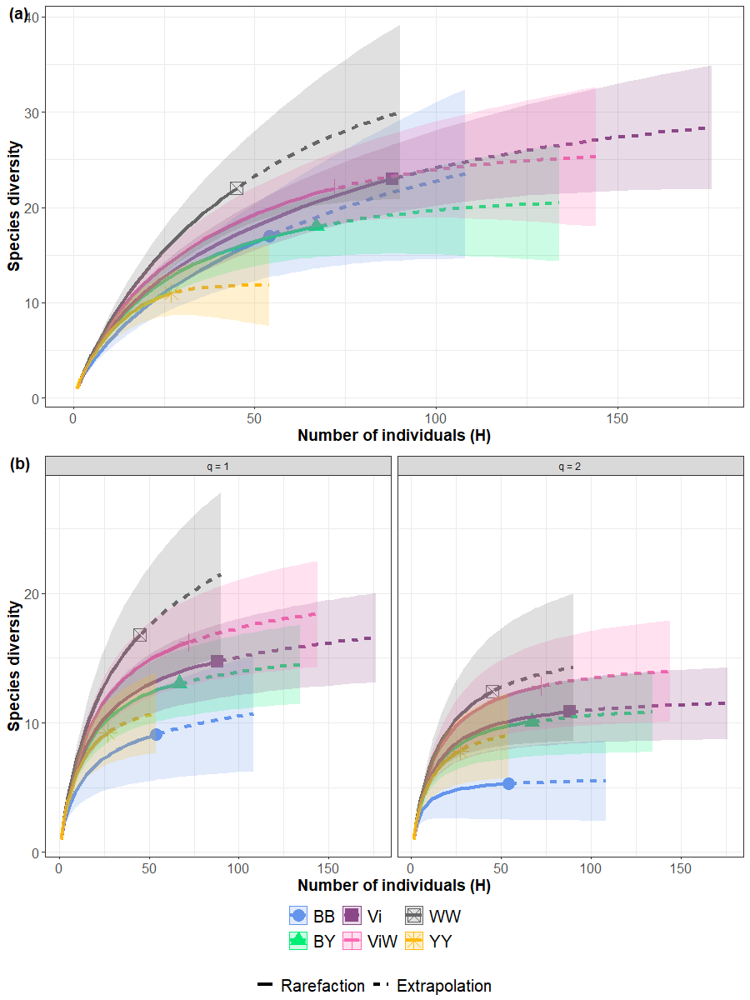 (a)
40
30
20
10
0
Species diversity
0 50 100 150
Number of individuals (H)
(b)
q = 1 q = 2
20
10
0
Species diversity
0 50 100 150 0 50 100 150
Number of individuals (H)
BB Vi WW
BY ViW YY
Rarefaction Extrapolation